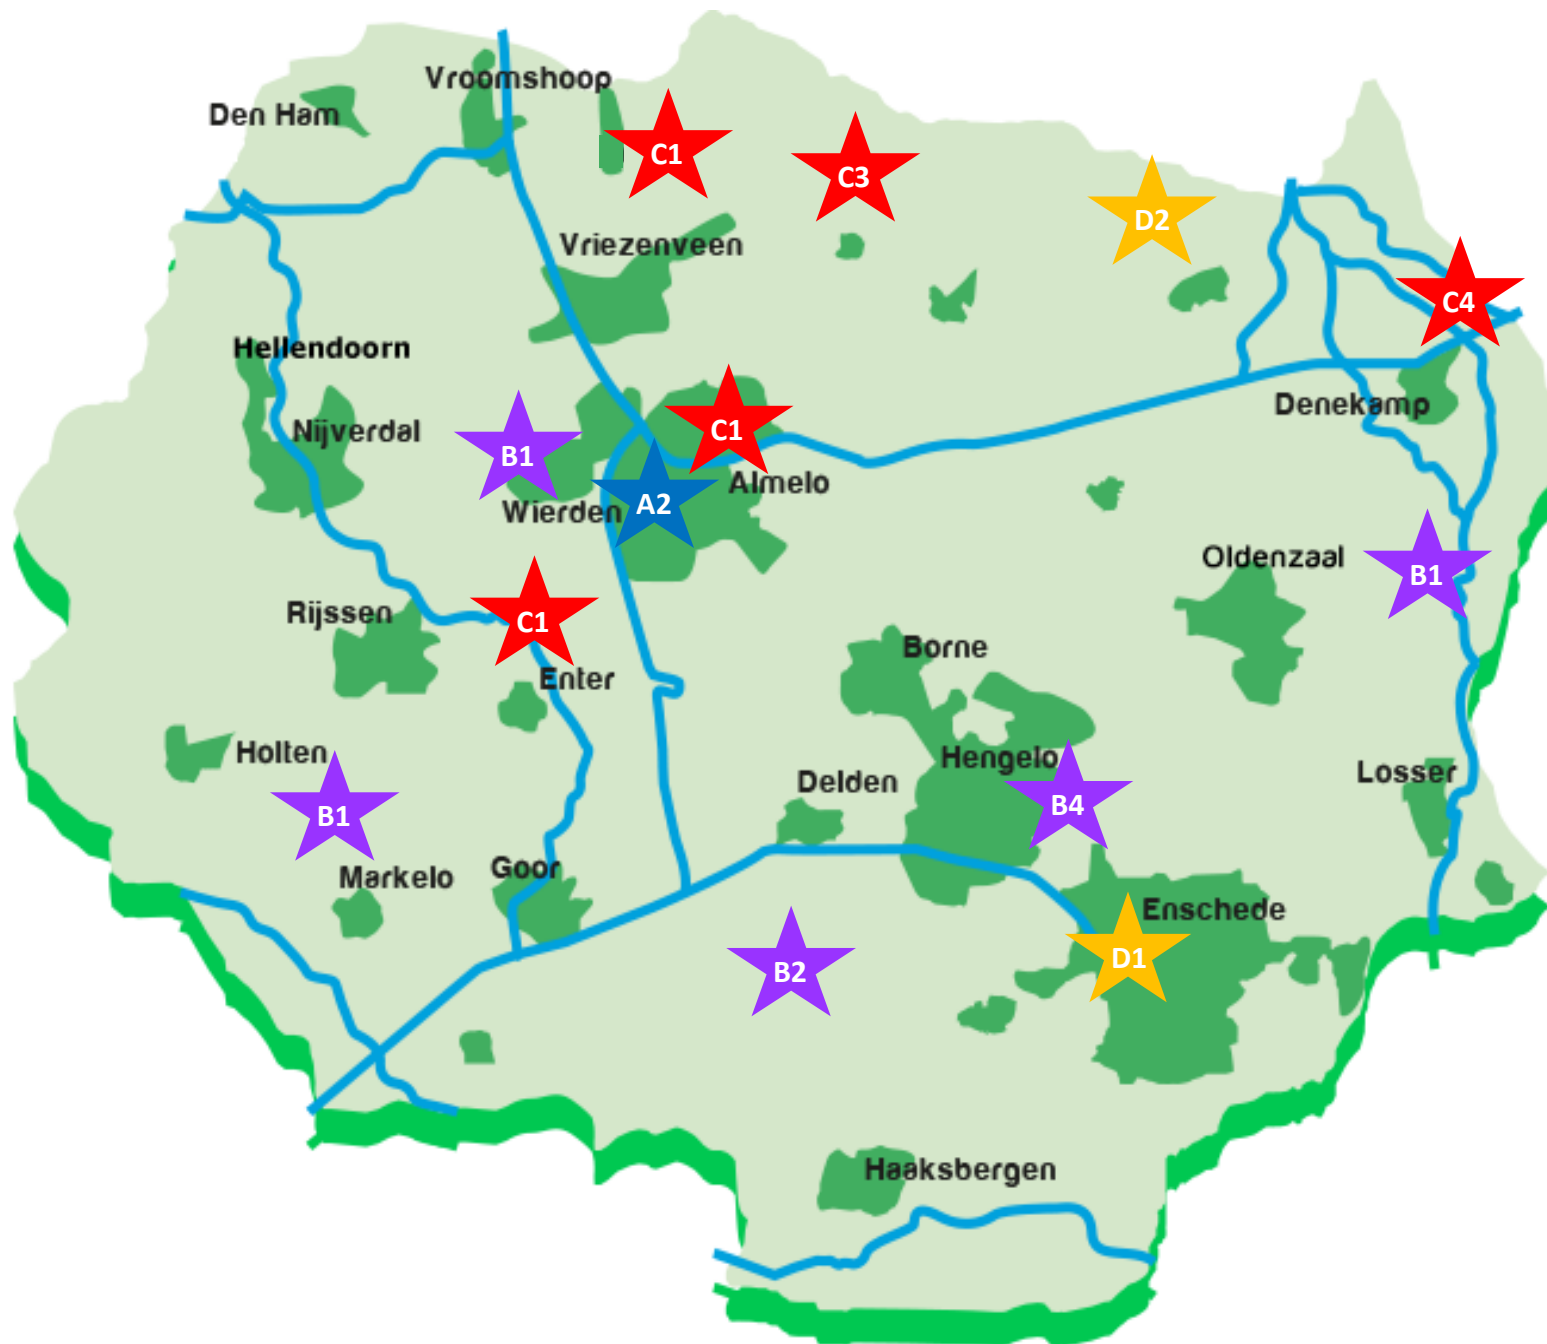 Vroomshoop
Den Ham
C1
C3
D2
Vriezenveen
C4
Hellendoorn
Denekamp
Nijverdal
C1
B1
Almelo
A2
Wierden
Oldenzaal
B1
Rijssen
C1
Borne
Enter
Holten
Hengelo
Losser
Delden
B4
B1
Goor
Markelo
Enschede
D1
B2
Haaksbergen